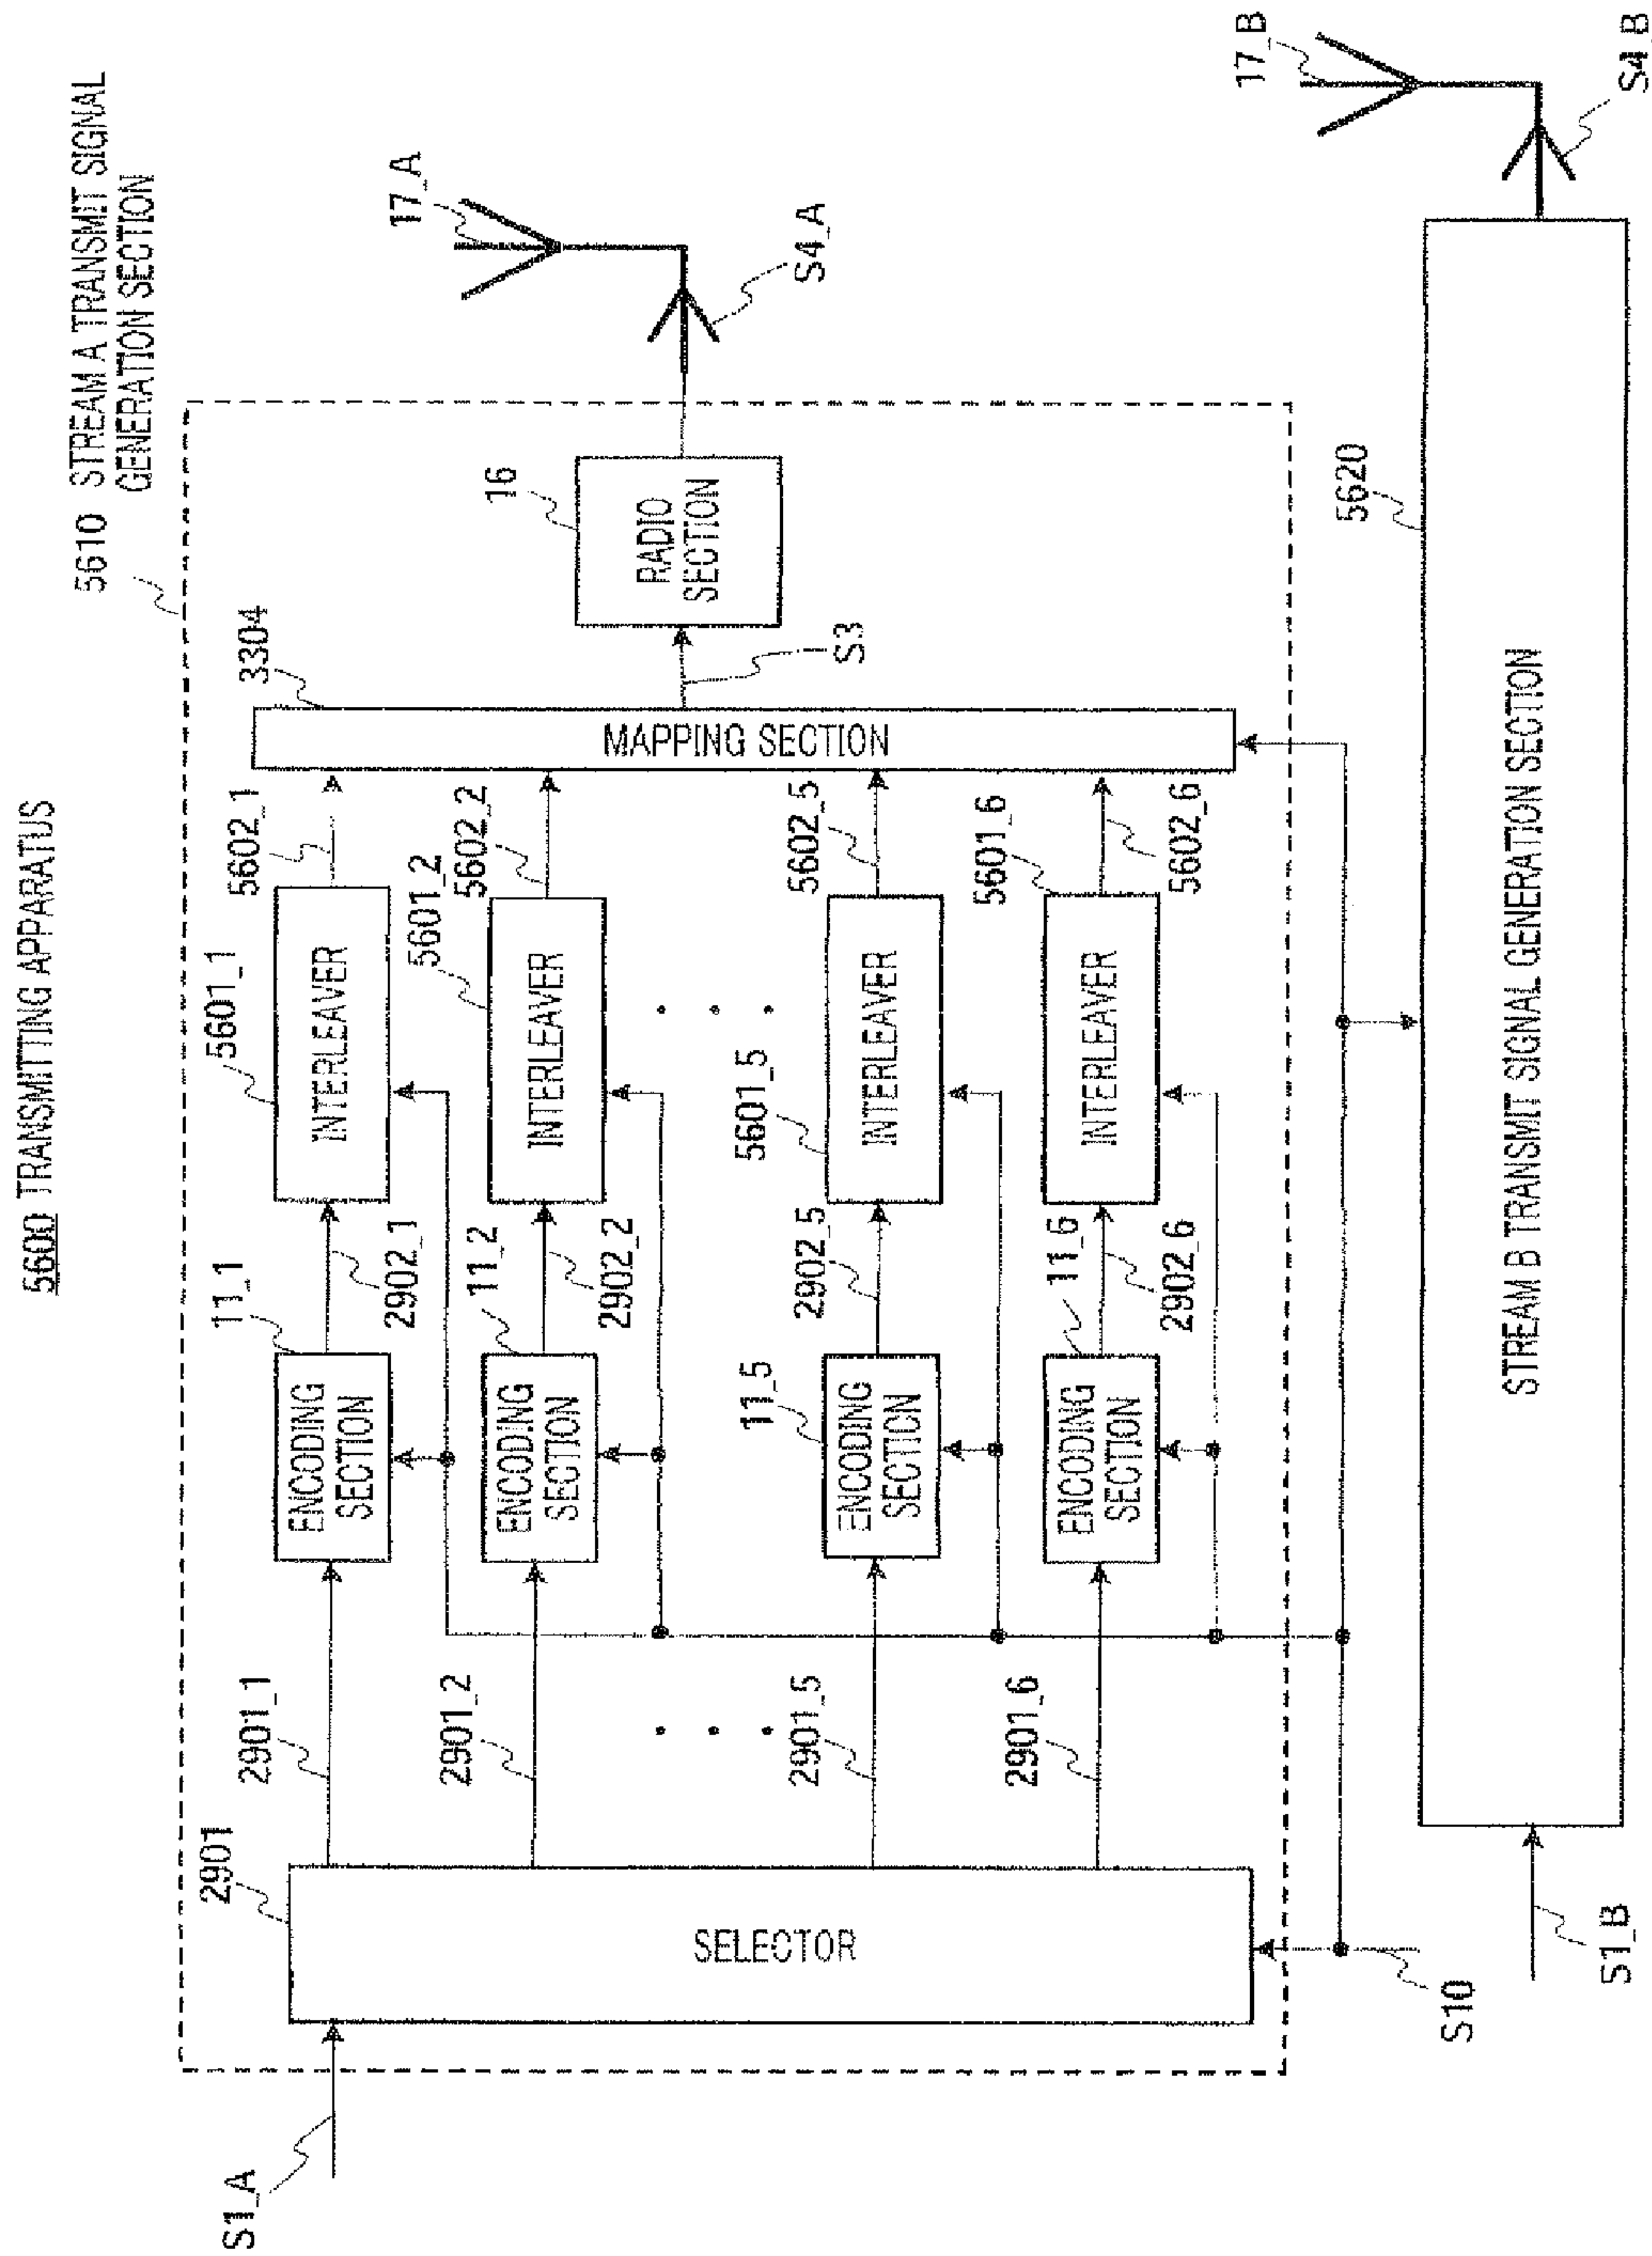 5600 TRANSMITTING APPARATUS
5610 STREAM A TRANSMIT SIGNAL
GENERATION SECTION
S1_A
2901
SELECTOR
2901_1
ENCODING
SECTION
11_1
2902_1
5601_1
INTERLEAVER
5602_1
3304
MAPPING SECTION
S3
16
RADIO
SECTION
17_A
S4_A
2901_2
ENCODING
SECTION
11_2
2902_2
5601_2
INTERLEAVER
5602_2
. . .
. . .
2901_5
11_5
ENCODING
SECTION
2902_5
5601_5
INTERLEAVER
5602_5
2901_6
ENCODING
SECTION
11_6
2902_6
INTERLEAVER
5601_6
5602_6
S10
S1_B
STREAM B TRANSMIT SIGNAL GENERATION SECTION
5620
17_B
S4_B